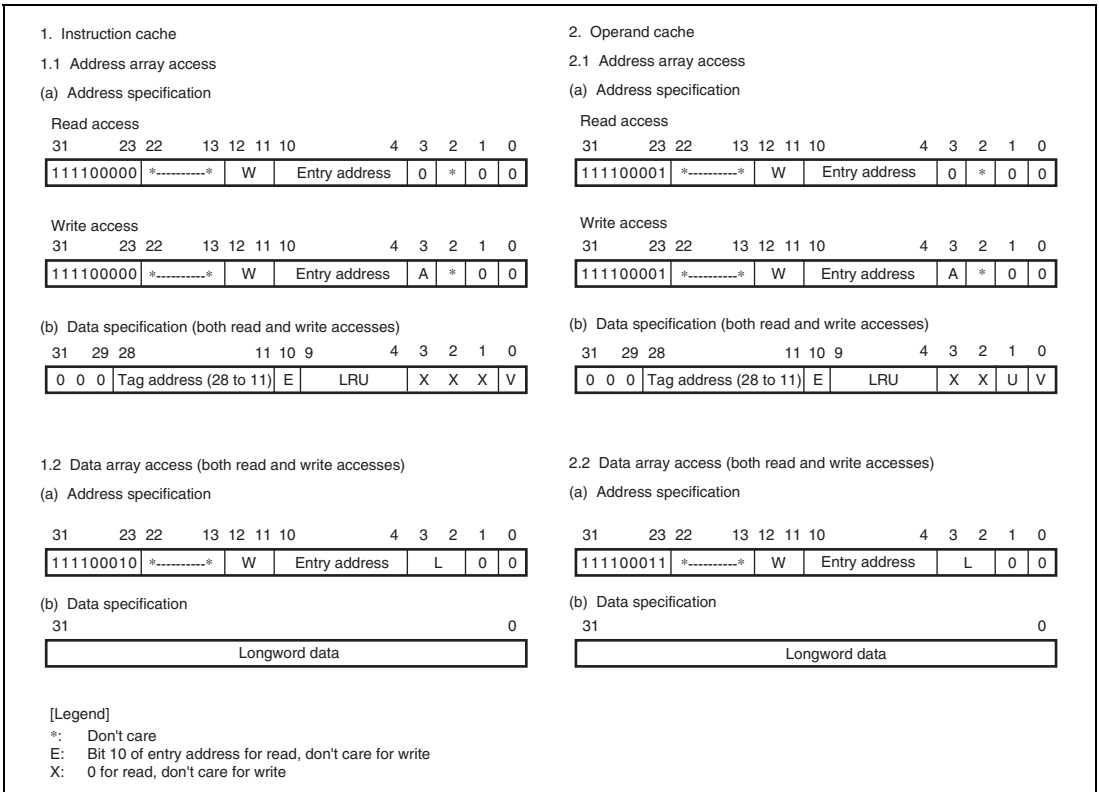 1. Instruction cache
1.1 Address array access
(a) Address specification
Read access
31 23 22 13 12 11 10 4 3 2 1 0
111100000 *----------* W Entry address 0 * 0 0
Write access
31 23 22 13 12 11 10 4 3 2 1 0
111100000 *----------* W Entry address A * 0 0
(b) Data specification (both read and write accesses)
31 29 28 11 10 9 4 3 2 1 0
0 0 0 Tag address (28 to 11) E LRU X X X V
1.2 Data array access (both read and write accesses)
(a) Address specification
31 23 22 13 12 11 10 4 3 2 1 0
111100010 *----------* W Entry address L 0 0
(b) Data specification
31 0
Longword data
2. Operand cache
2.1 Address array access
(a) Address specification
Read access
31 23 22 13 12 11 10 4 3 2 1 0
111100001 *----------* W Entry address 0 * 0 0
Write access
31 23 22 13 12 11 10 4 3 2 1 0
111100001 *----------* W Entry address A * 0 0
(b) Data specification (both read and write accesses)
31 29 28 11 10 9 4 3 2 1 0
0 0 0 Tag address (28 to 11) E LRU X X U V
2.2 Data array access (both read and write accesses)
(a) Address specification
31 23 22 13 12 11 10 4 3 2 1 0
111100011 *----------* W Entry address L 0 0
(b) Data specification
31 0
Longword data
[Legend]
*: Don't care
E: Bit 10 of entry address for read, don't care for write
X: 0 for read, don't care for write